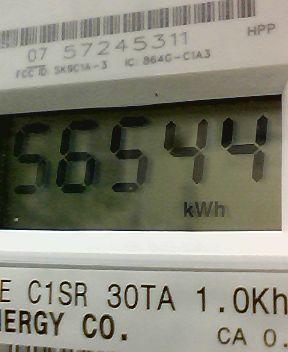 HPP
07 57245311
FCC ID: SK9C1A-3 IC: 864G-C1A3
56544
kWh
E C1SR 30TA 1.0Kh
NERGY CO.
CA 0.